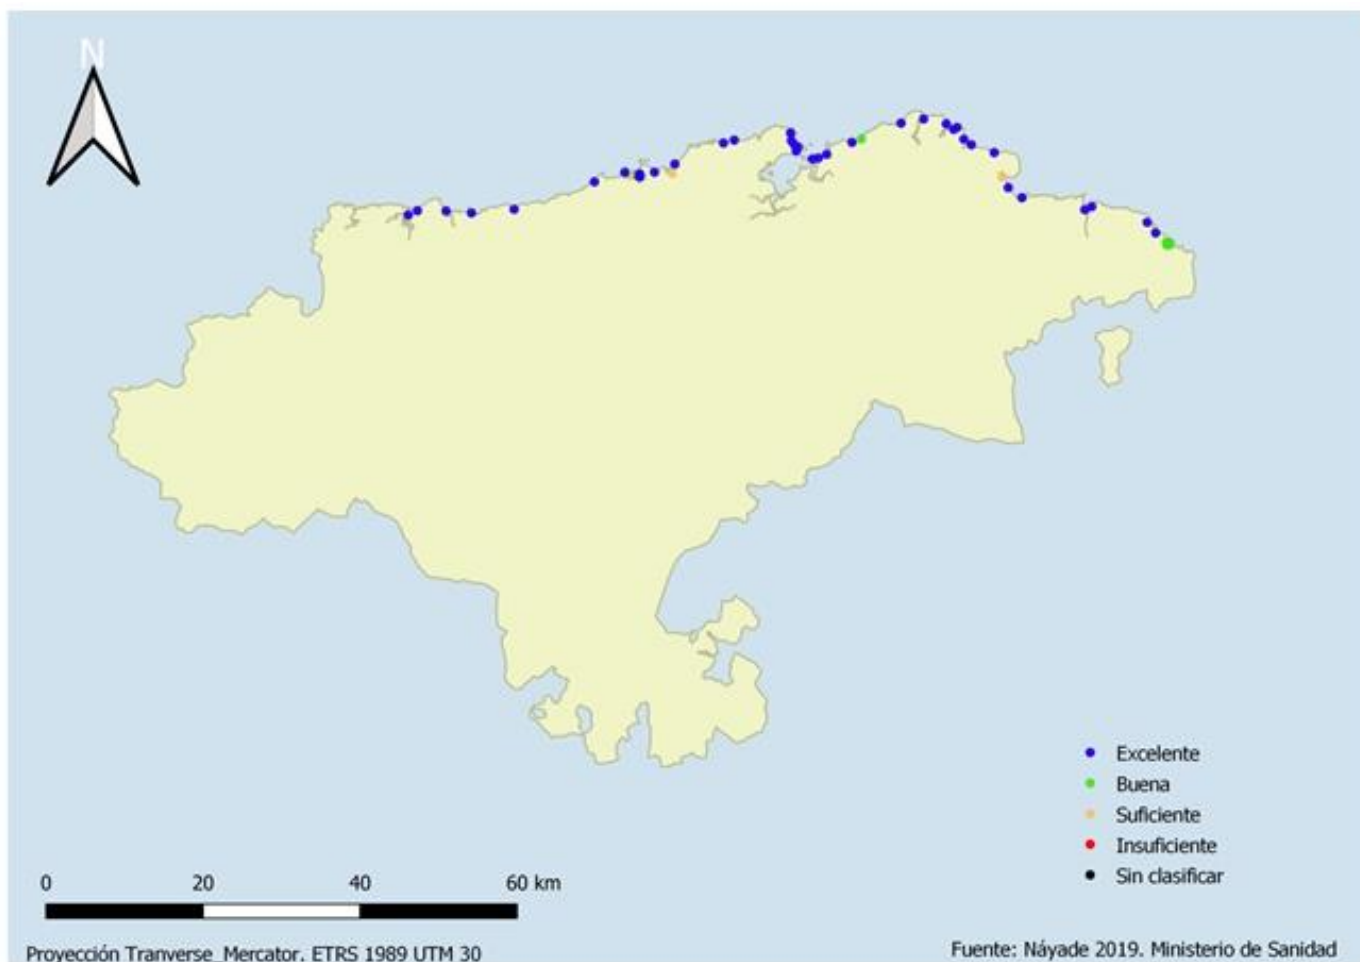 N
Excelente
Buena
Suficiente
Insuficiente
Sin clasificar
0 20 40 60 km
Proyección Tranverse_Mercator. ETRS 1989 UTM 30
Fuente: Náyade 2019. Ministerio de Sanidad